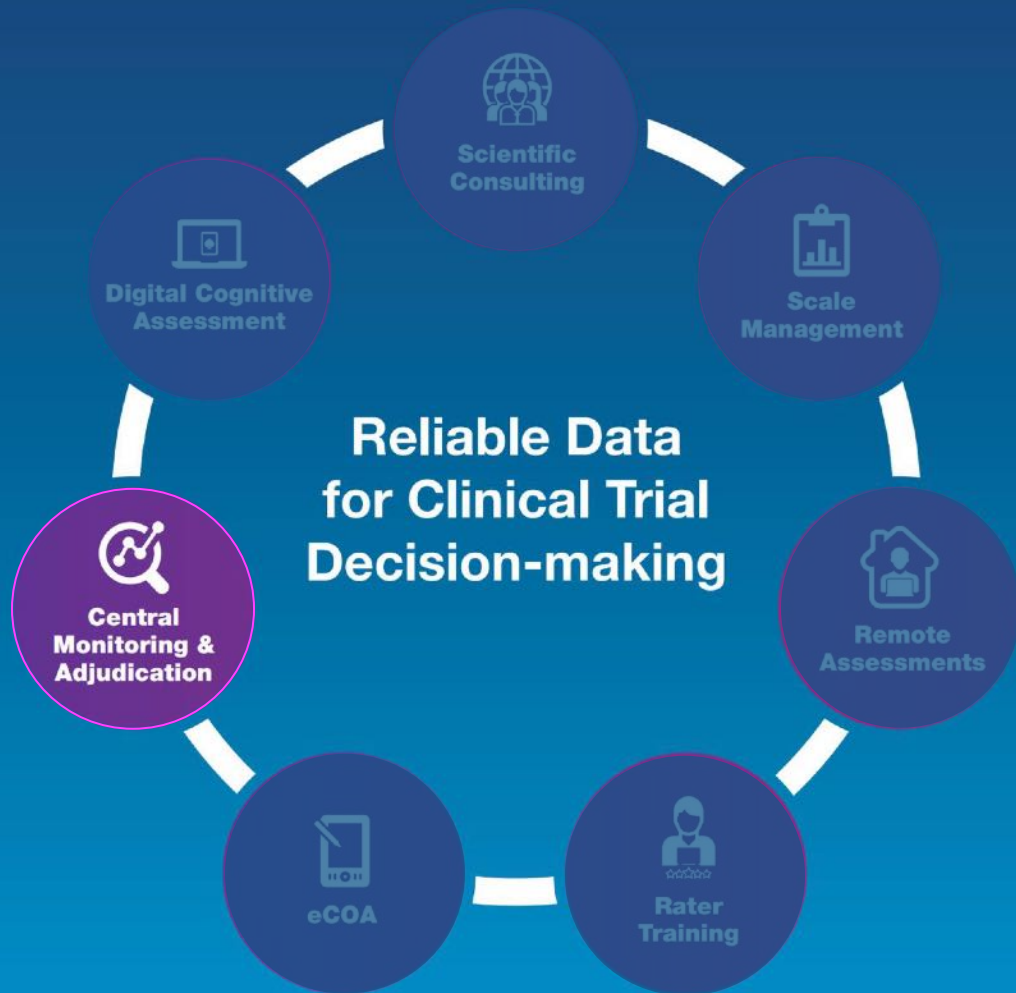 Scientific
Consulting
Scale
Management
Remote
Assessments
Rater
Training
eCOA
Central
Monitoring &
Adjudication
Digital Cognitive
Assessment
Reliable Data
for Clinical Trial
Decision-making